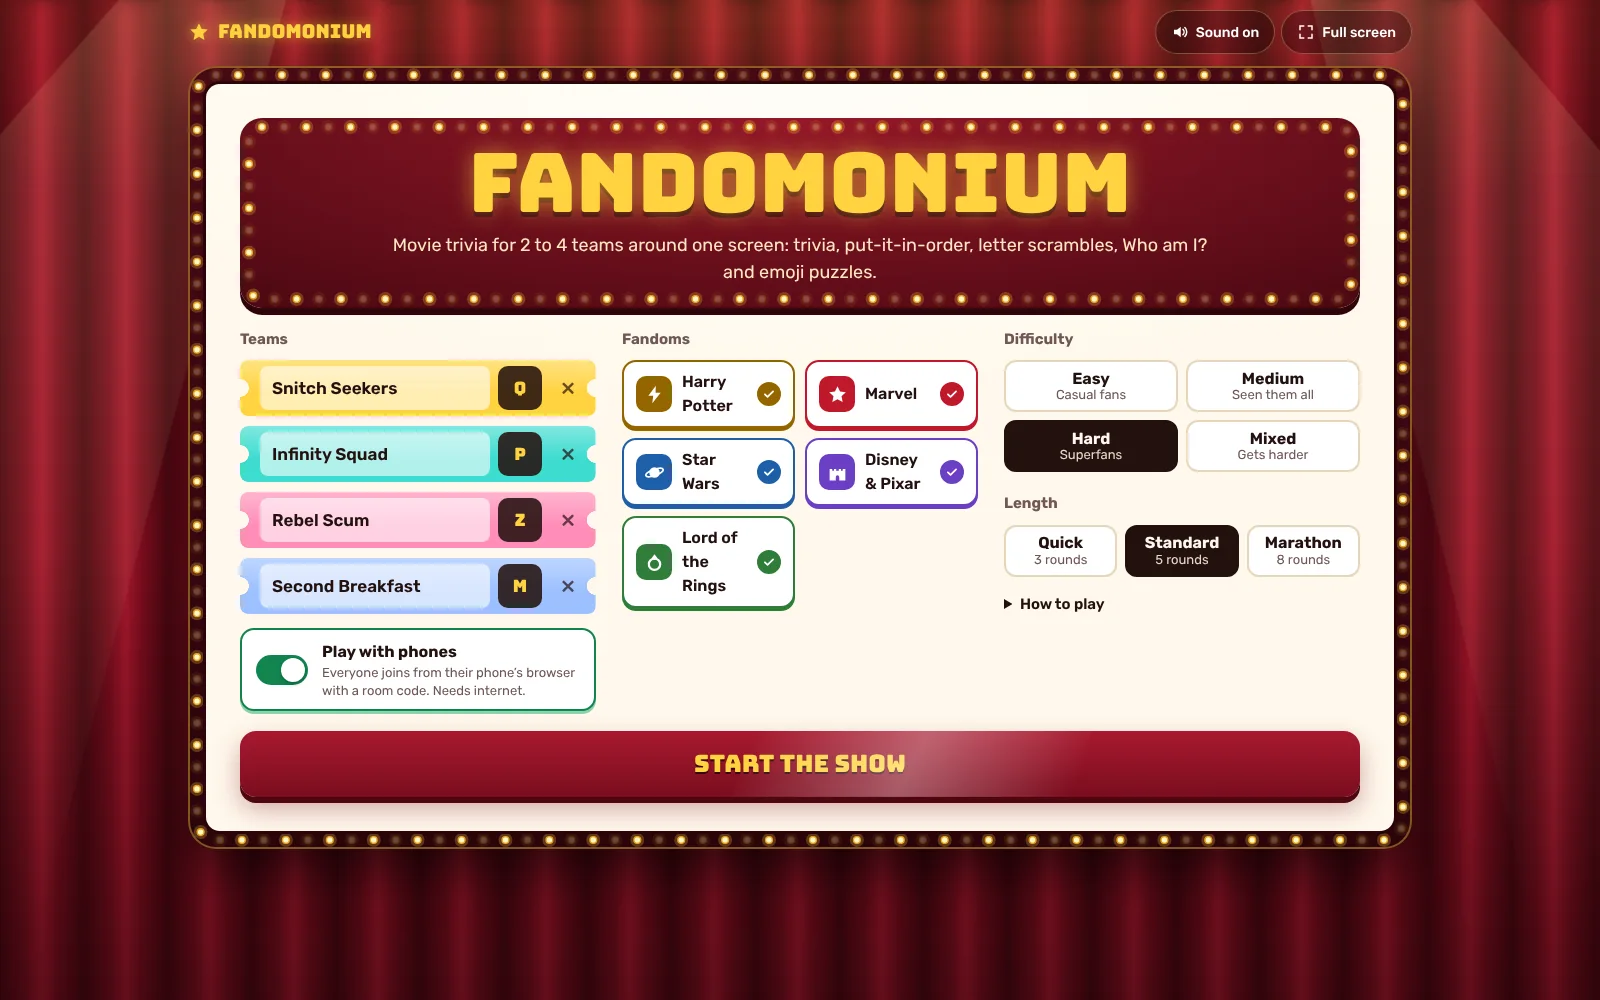 FANDOMONIUM
Sound on
Full screen
FANDOMONIUM
Movie trivia for 2 to 4 teams around one screen: trivia, put-it-in-order, letter scrambles, Who am I?
and emoji puzzles.
Teams
Snitch Seekers
Q
Infinity Squad
P
Rebel Scum
Z
Second Breakfast
M
Play with phones
Everyone joins from their phone’s browser
with a room code. Needs internet.
Fandoms
Harry
Potter
Marvel
Star
Wars
Disney
& Pixar
Lord of
the
Rings
Difficulty
Easy
Casual fans
Medium
Seen them all
Hard
Superfans
Mixed
Gets harder
Length
Quick
3 rounds
Standard
5 rounds
Marathon
8 rounds
How to play
START THE SHOW